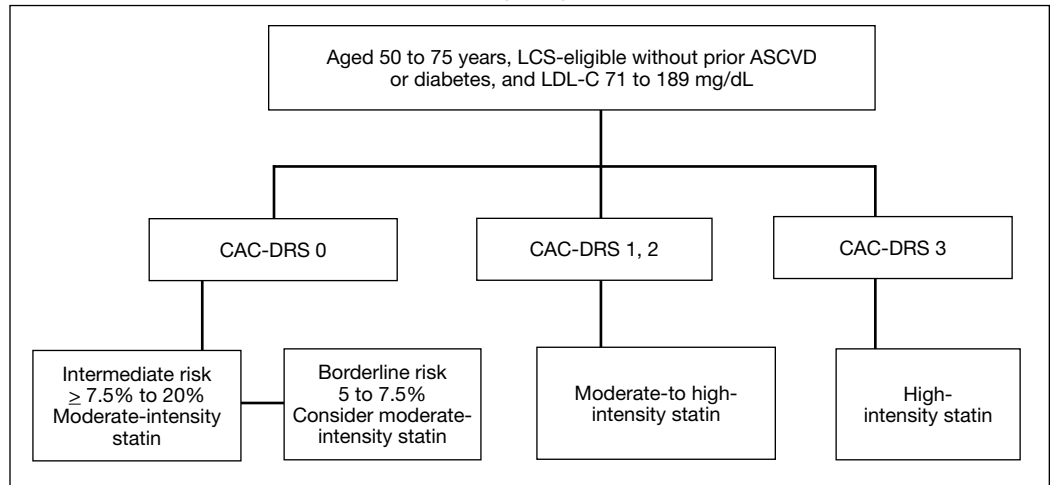 Aged 50 to 75 years, LCS-eligible without prior ASCVD
or diabetes, and LDL-C 71 to 189 mg/dL
CAC-DRS 0
CAC-DRS 1, 2
CAC-DRS 3
Intermediate risk
≥ 7.5% to 20%
Moderate-intensity
statin
Borderline risk
5 to 7.5%
Consider moderate-
intensity statin
Moderate-to high-
intensity statin
High-
intensity statin